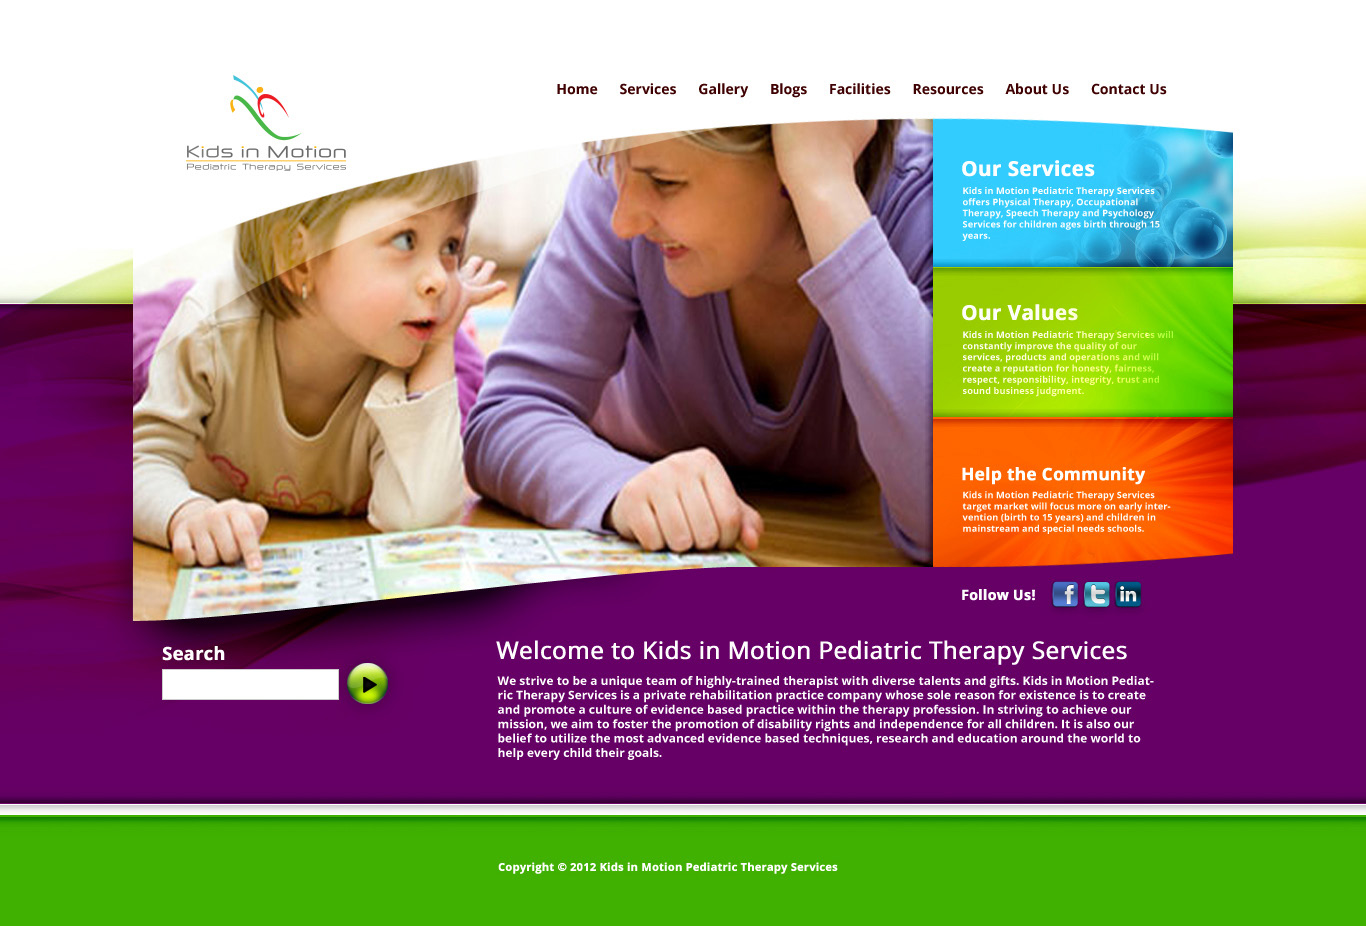 Kids in Motion
Pediatric Therapy Services
Home Services Gallery Blogs Facilities Resources About Us Contact Us
Our Services
Kids in Motion Pediatric Therapy Services
offers Physical Therapy, Occupational
Therapy, Speech Therapy and Psychology
Services for children ages birth through 15
years.
Our Values
Kids in Motion Pediatric Therapy Services will
constantly improve the quality of our
services, products and operations and will
create a reputation for honesty, fairness,
respect, responsibility, integrity, trust and
sound business judgment.
Help the Community
Kids in Motion Pediatric Therapy Services
target market will focus more on early inter-
vention (birth to 15 years) and children in
mainstream and special needs schools.
Follow Us! f t in
Search
Welcome to Kids in Motion Pediatric Therapy Services
We strive to be a unique team of highly-trained therapist with diverse talents and gifts. Kids in Motion Pediat-
ric Therapy Services is a private rehabilitation practice company whose sole reason for existence is to create
and promote a culture of evidence based practice within the therapy profession. In striving to achieve our
mission, we aim to foster the promotion of disability rights and independence for all children. It is also our
belief to utilize the most advanced evidence based techniques, research and education around the world to
help every child their goals.
Copyright © 2012 Kids in Motion Pediatric Therapy Services